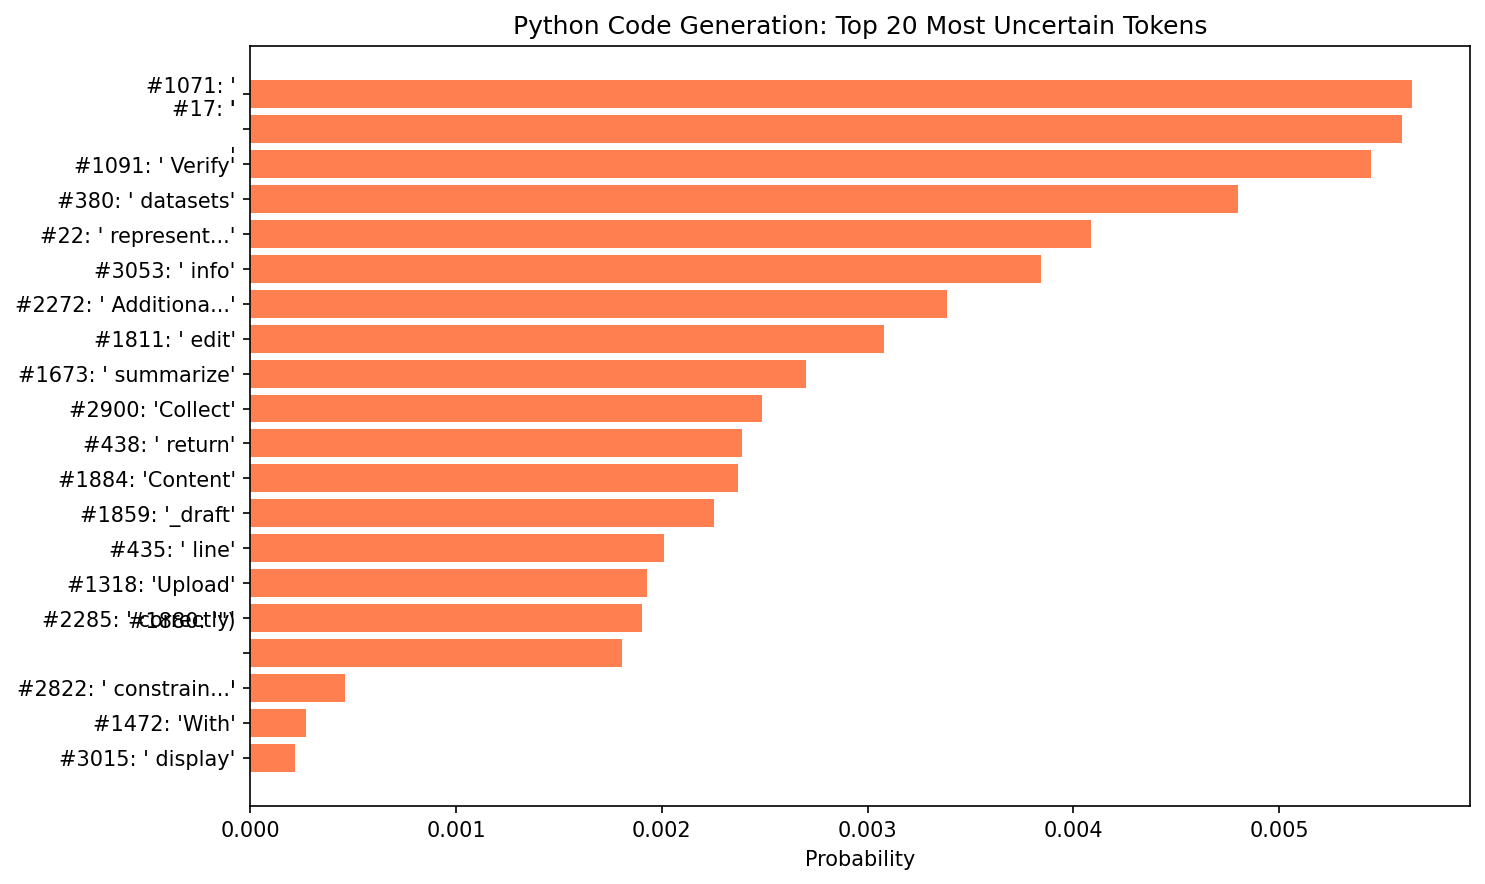 Python Code Generation: Top 20 Most Uncertain Tokens
#1071: '
#17: '
'
'
#1091: ' Verify'
#380: ' datasets'
#22: ' represent...'
#3053: ' info'
#2272: ' Additiona...'
#1811: ' edit'
#1673: ' summarize'
#2900: 'Collect'
#438: ' return'
#1884: 'Content'
#1859: '_draft'
#435: ' line'
#1318: 'Upload'
#2285: ' correctly'
#2822: ' constrain...'
#1472: 'With'
#3015: ' display'
0.000 0.001 0.002 0.003 0.004 0.005
Probability